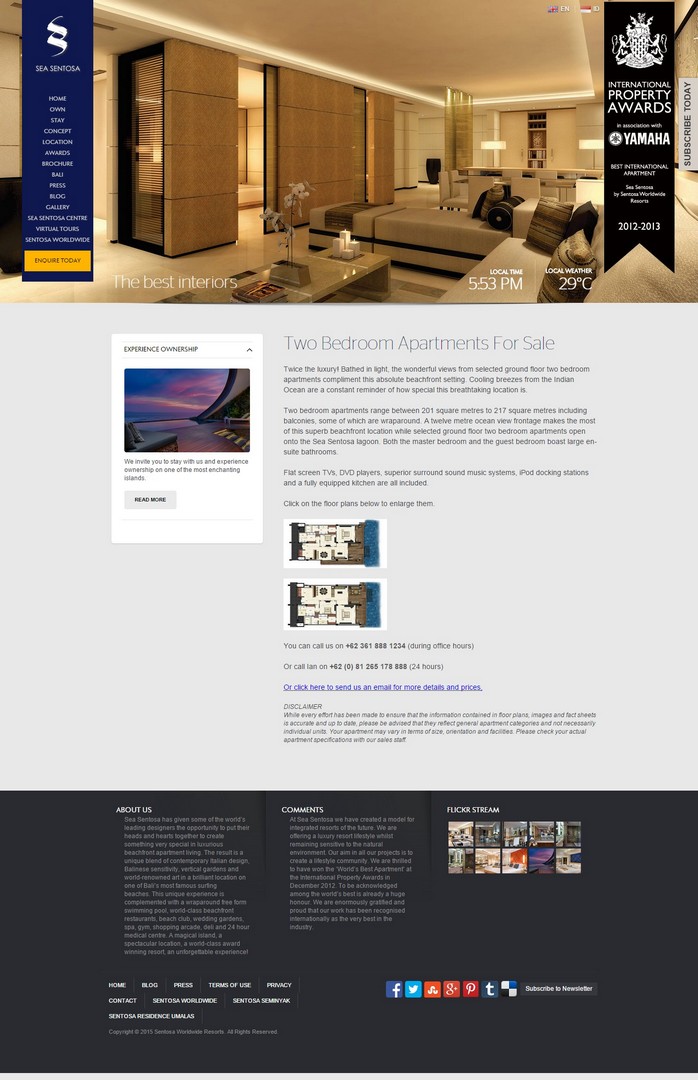 EN
ID
SEA SENTOSA
HOME
OWN
STAY
CONCEPT
LOCATION
AWARDS
BROCHURE
BALI
PRESS
BLOG
GALLERY
SEA SENTOSA CENTRE
VIRTUAL TOURS
SENTOSA WORLDWIDE
ENQUIRE TODAY
INTERNATIONAL
PROPERTY
AWARDS
in association with
YAMAHA
BEST INTERNATIONAL
APARTMENT
Sea Sentosa
by Sentosa Worldwide
Resorts
2012-2013
SUBSCRIBE TODAY
The best interiors
LOCAL TIME
5:53 PM
LOCAL WEATHER
29°C
EXPERIENCE OWNERSHIP
We invite you to stay with us and experience
ownership on one of the most enchanting
islands.
READ MORE
Two Bedroom Apartments For Sale
Twice the luxury! Bathed in light, the wonderful views from selected ground floor two bedroom
apartments compliment this absolute beachfront setting. Cooling breezes from the Indian
Ocean are a constant reminder of how special this breathtaking location is.
Two bedroom apartments range between 201 square metres to 217 square metres including
balconies, some of which are wraparound. A twelve metre ocean view frontage makes the most
of this superb beachfront location while selected ground floor two bedroom apartments open
onto the Sea Sentosa lagoon. Both the master bedroom and the guest bedroom boast large en-
suite bathrooms.
Flat screen TVs, DVD players, superior surround sound music systems, iPod docking stations
and a fully equipped kitchen are all included.
Click on the floor plans below to enlarge them.
You can call us on +62 361 888 1234 (during office hours)
Or call Ian on +62 (0) 81 265 178 888 (24 hours)
Or click here to send us an email for more details and prices.
DISCLAIMER
While every effort has been made to ensure that the information contained in floor plans, images and fact sheets
is accurate and up to date, please be advised that they reflect general apartment categories and not necessarily
individual units. Your apartment may vary in terms of size, orientation and facilities. Please check your actual
apartment specifications with our sales staff.
ABOUT US
Sea Sentosa has given some of the world's
leading designers the opportunity to put their
heads and hearts together to create
something very special in luxurious
beachfront apartment living. The result is a
unique blend of contemporary Italian design,
Balinese sensitivity, vertical gardens and
world-renowned art in a brilliant location on
one of Bali's most famous surfing
beaches. This unique experience is
complemented with a wraparound free form
swimming pool, world-class beachfront
restaurants, beach club, wedding gardens,
spa, gym, shopping arcade, deli and 24 hour
medical centre. A magical island, a
spectacular location, a world-class award
winning resort, an unforgettable experience!
COMMENTS
At Sea Sentosa we have created a model for
integrated resorts of the future. We are
offering a luxury resort lifestyle whilst
remaining sensitive to the natural
environment. Our aim in all our projects is to
create a lifestyle community. We are thrilled
to have won the 'World's Best Apartment' at
the International Property Awards in
December 2012. To be acknowledged
among the world's best is already a huge
honour. We are enormously gratified and
proud that our work has been recognised
internationally as the very best in the
industry.
FLICKR STREAM
HOME
BLOG
PRESS
TERMS OF USE
PRIVACY
CONTACT
SENTOSA WORLDWIDE
SENTOSA SEMINYAK
SENTOSA RESIDENCE UMALAS
Subscribe to Newsletter
Copyright © 2015 Sentosa Worldwide Resorts. All Rights Reserved.